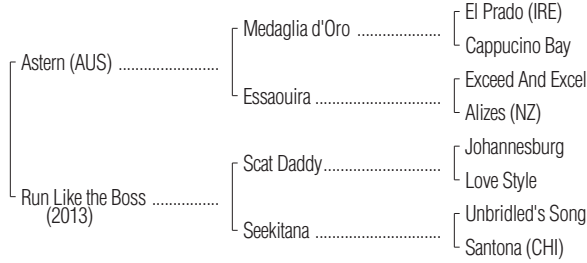 El Prado (IRE)
Medaglia d'Oro
Cappucino Bay
Astern (AUS)
Exceed And Excel
Essaouira
Alizes (NZ)
Johannesburg
Scat Daddy
Love Style
Run Like the Boss
(2013)
Unbridled's Song
Seekitana
Santona (CHI)